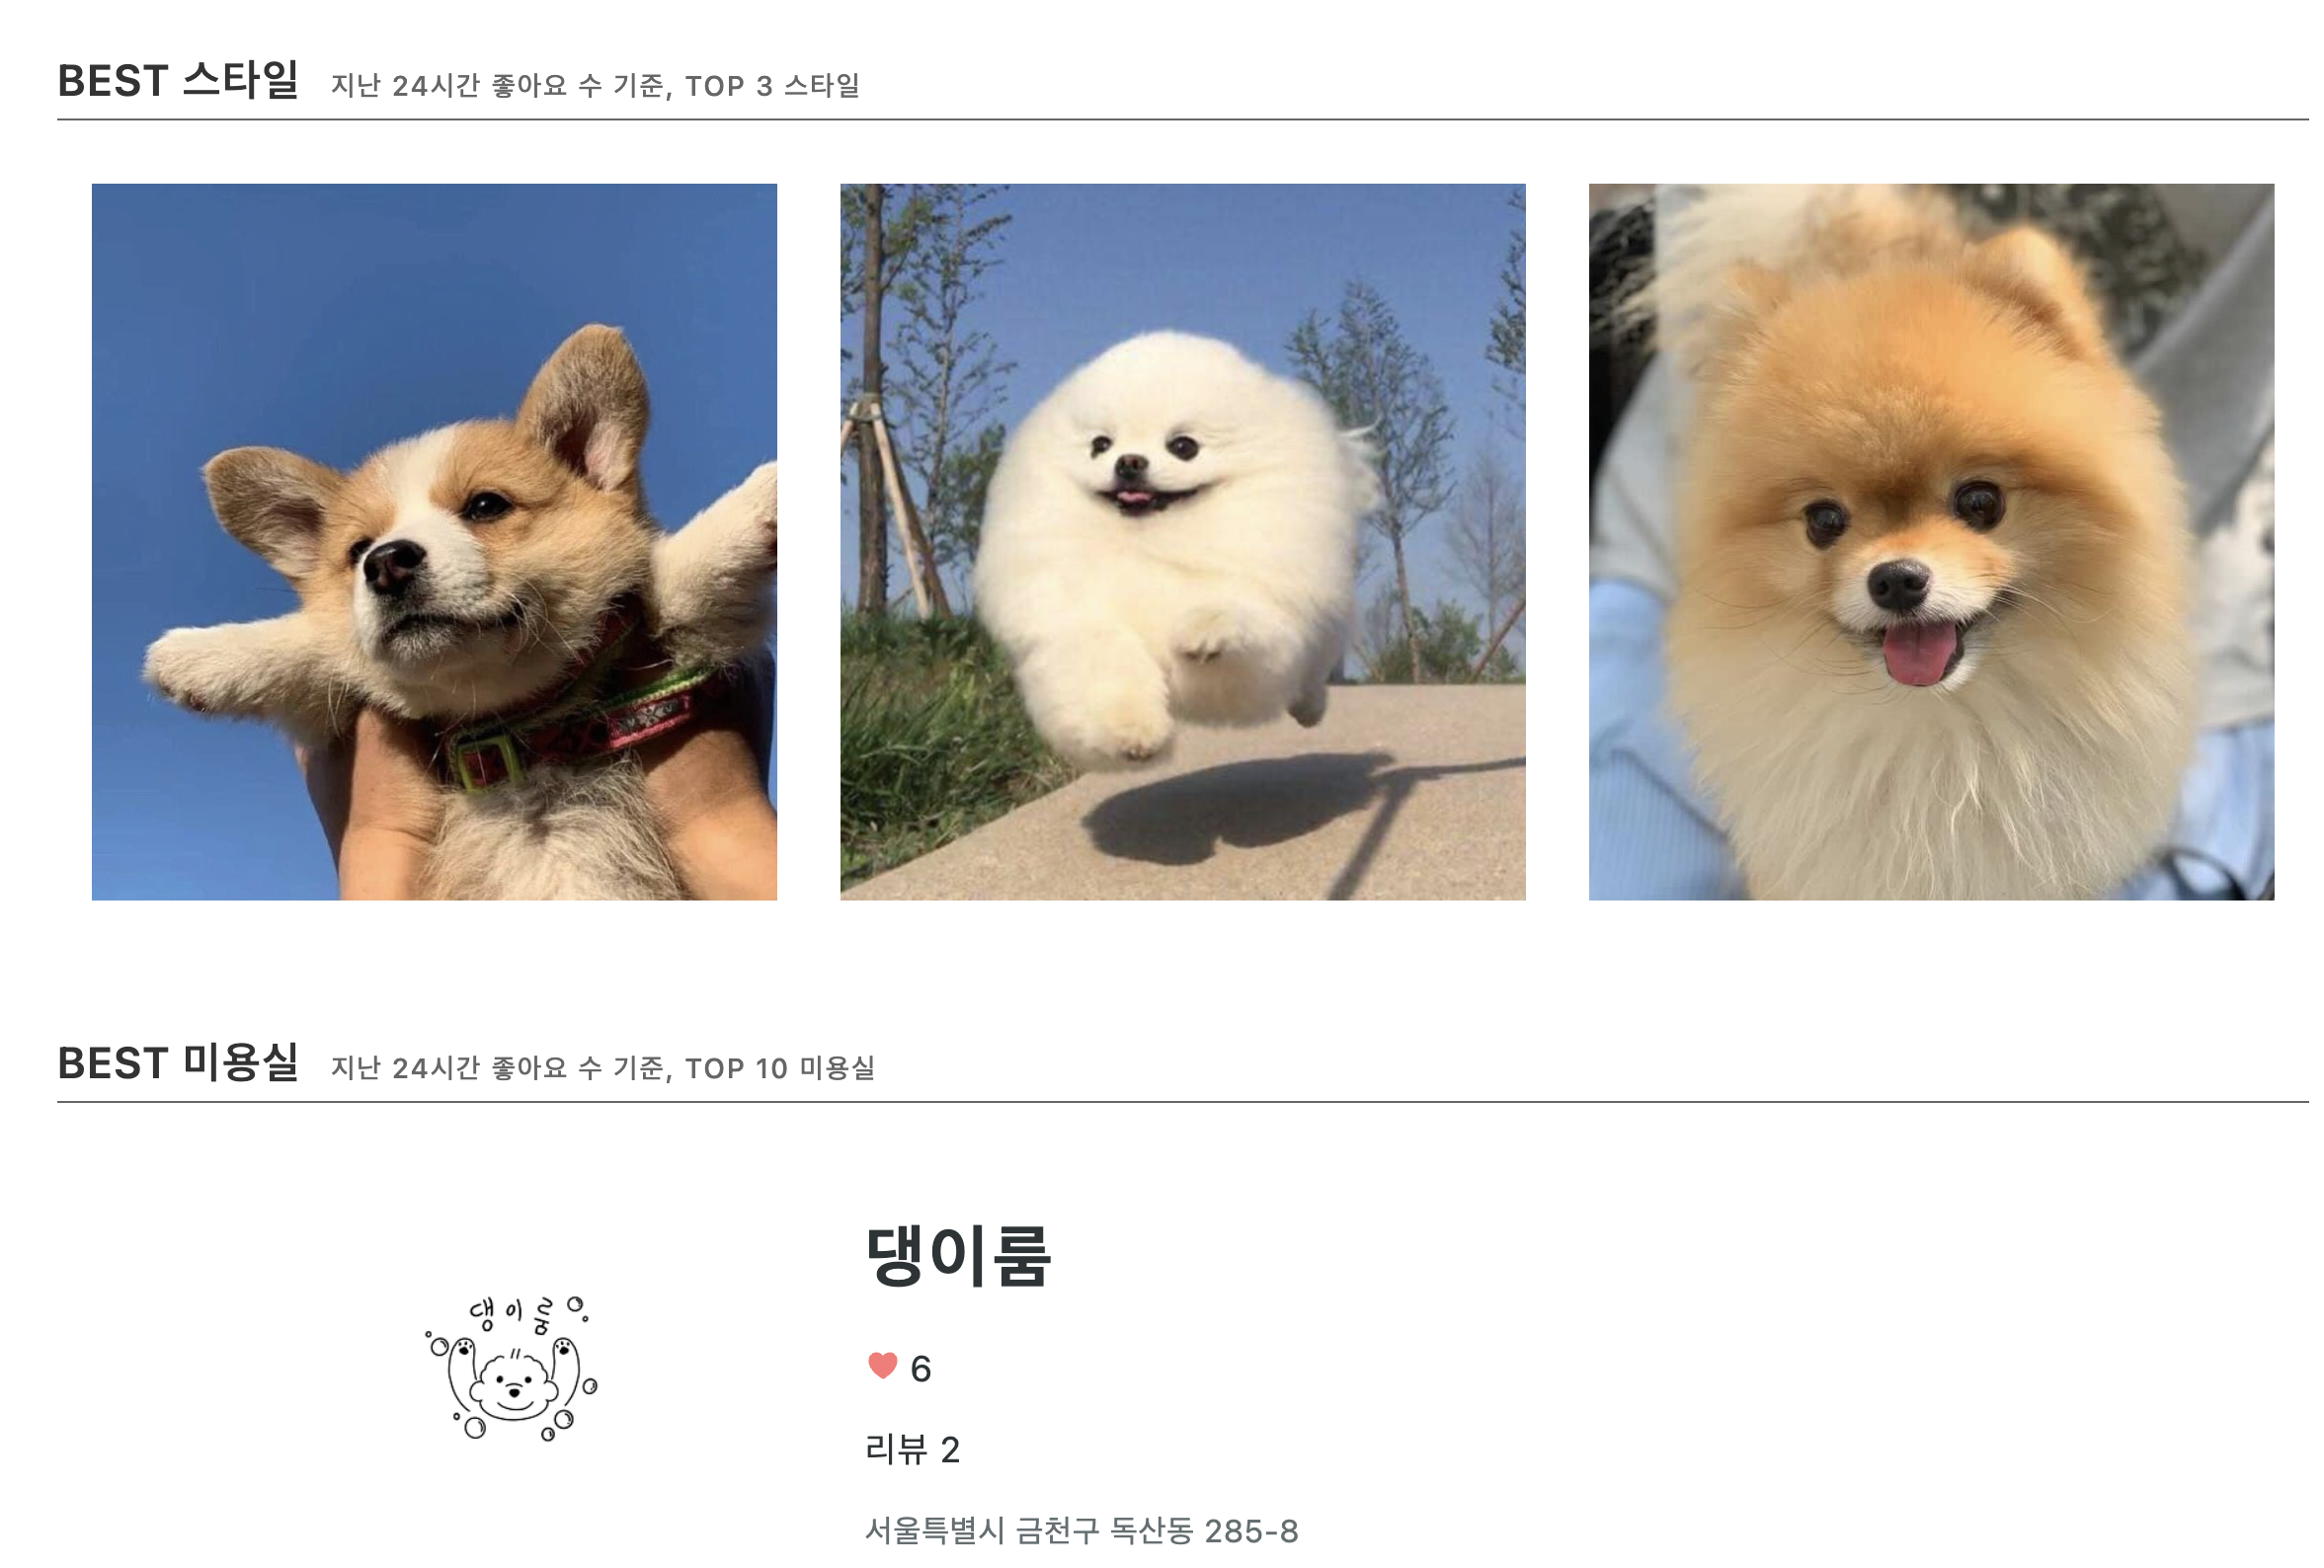 BEST 스타일 지난 24시간 좋아요 수 기준, TOP 3 스타일
BEST 미용실 지난 24시간 좋아요 수 기준, TOP 10 미용실
댕이룸
댕이룸
6
리뷰 2
서울특별시 금천구 독산동 285-8